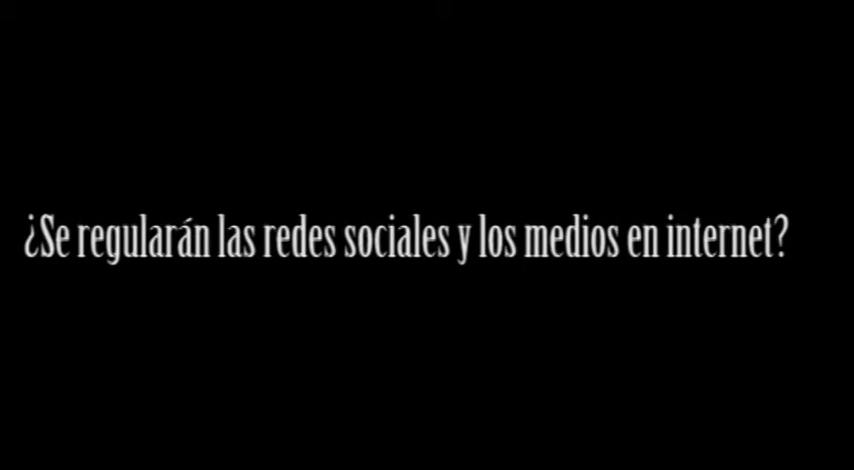 ¿Se regularán las redes sociales y los medios en internet?